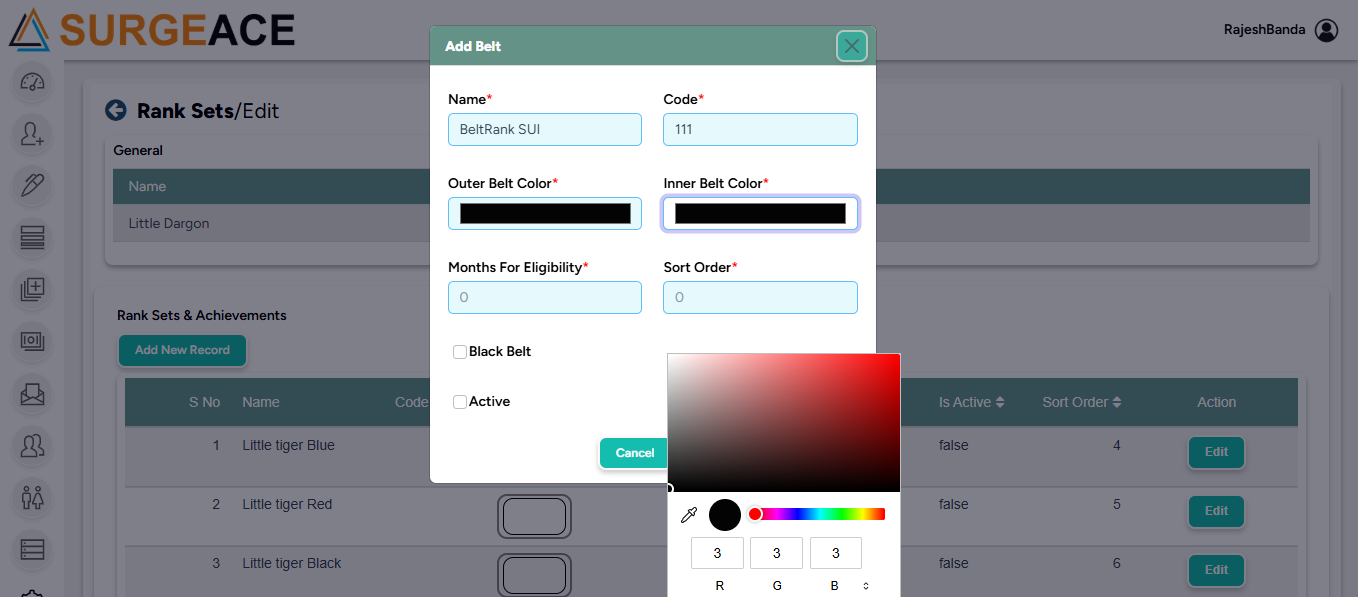 SURGEACE
RajeshBanda
Add Belt
Rank Sets/Edit
General
Name
Little Dargon
Name*
Code*
BeltRank SUI
111
Outer Belt Color*
Inner Belt Color*
Months For Eligibility*
Sort Order*
0
0
Black Belt
Active
Cancel
Rank Sets & Achievements
Add New Record
S No Name Code Is Active Sort Order Action
1 Little tiger Blue false 4 Edit
2 Little tiger Red false 5 Edit
3 Little tiger Black false 6 Edit
3 3 3
R G B